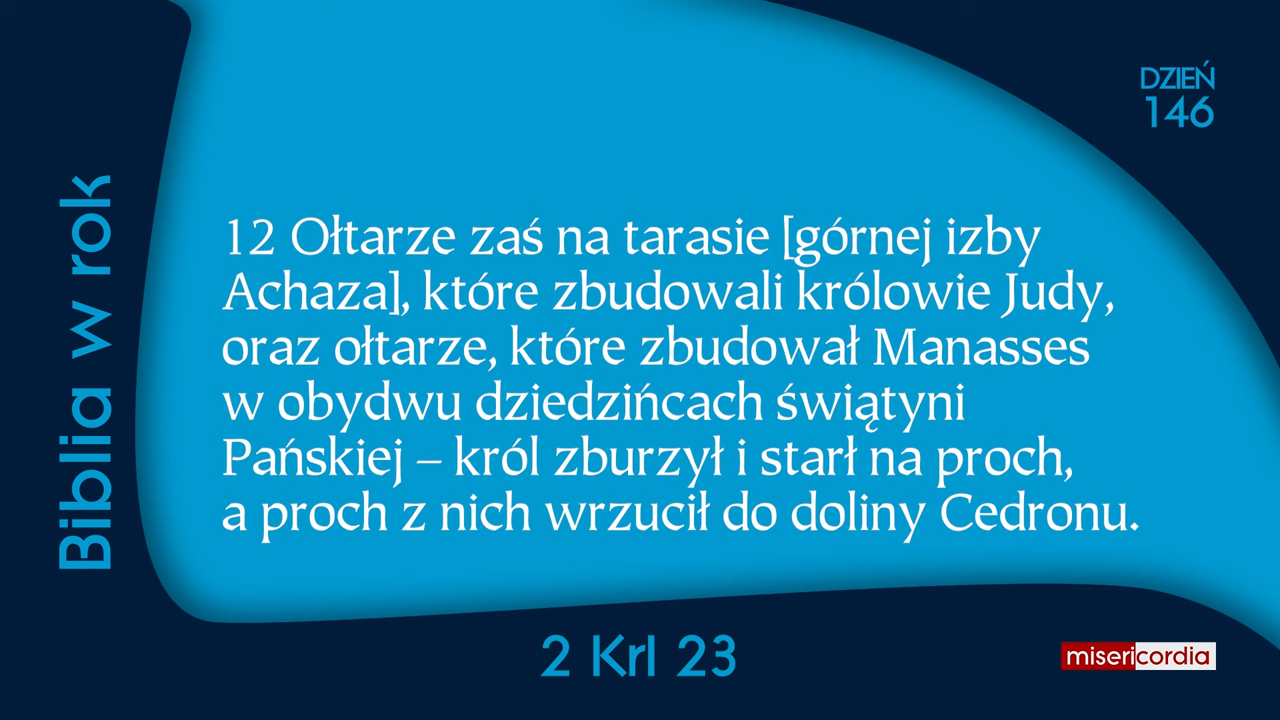 DZIEŃ
146
Biblia w rok
12 Ołtarze zaś na tarasie [górnej izby
Achaza], które zbudowali królowie Judy,
oraz ołtarze, które zbudował Manasses
w obydwu dziedzińcach świątyni
Pańskiej – król zburzył i starł na proch,
a proch z nich wrzucił do doliny Cedronu.
2 Krl 23
misericordia